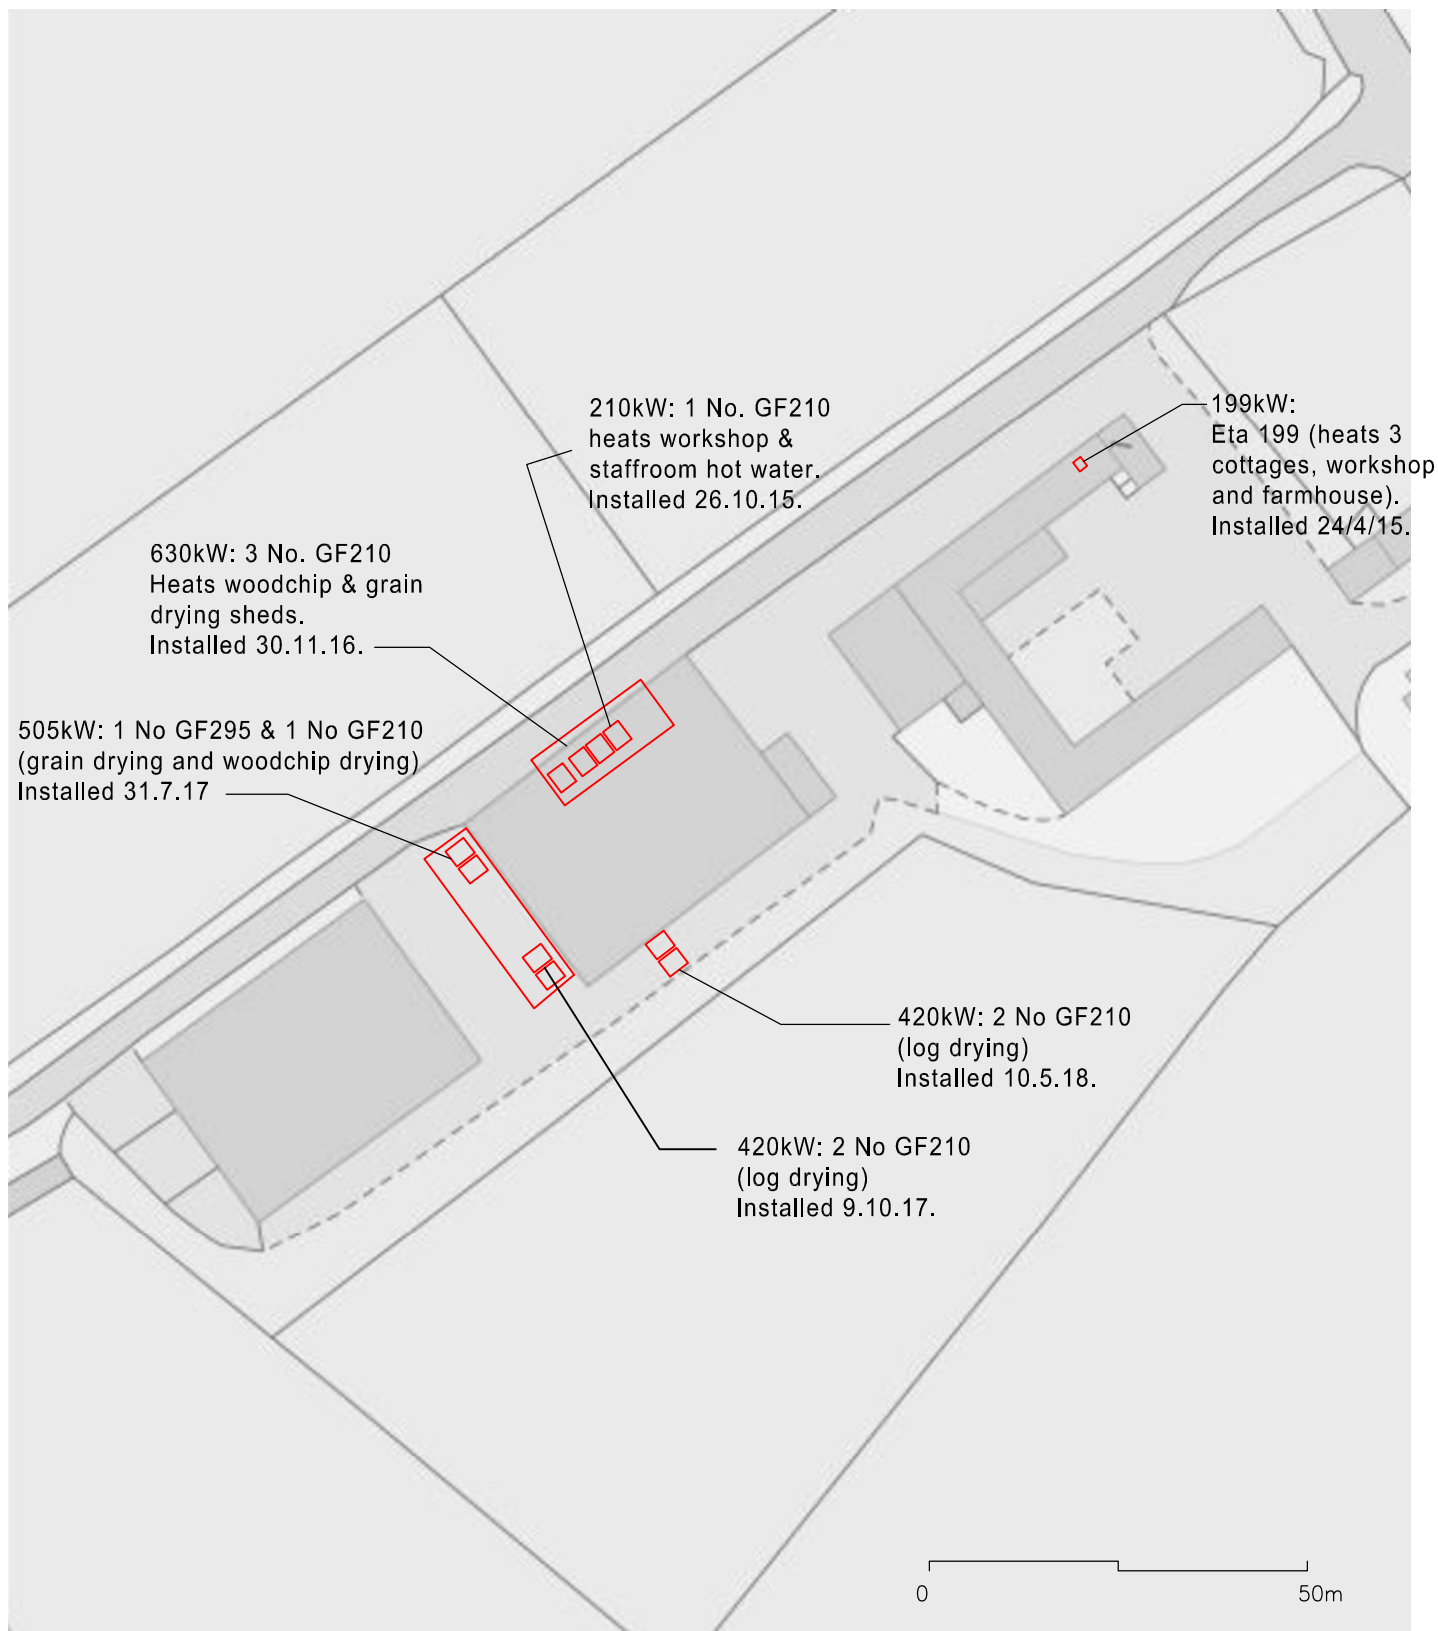 210kW: 1 No. GF210
heats workshop &
staffroom hot water.
Installed 26.10.15.
199kW:
Eta 199 (heats 3
cottages, workshop
and farmhouse).
Installed 24/4/15.
630kW: 3 No. GF210
Heats woodchip & grain
drying sheds.
Installed 30.11.16.
505kW: 1 No GF295 & 1 No GF210
(grain drying and woodchip drying)
Installed 31.7.17
420kW: 2 No GF210
(log drying)
Installed 10.5.18.
420kW: 2 No GF210
(log drying)
Installed 9.10.17.
0
50m